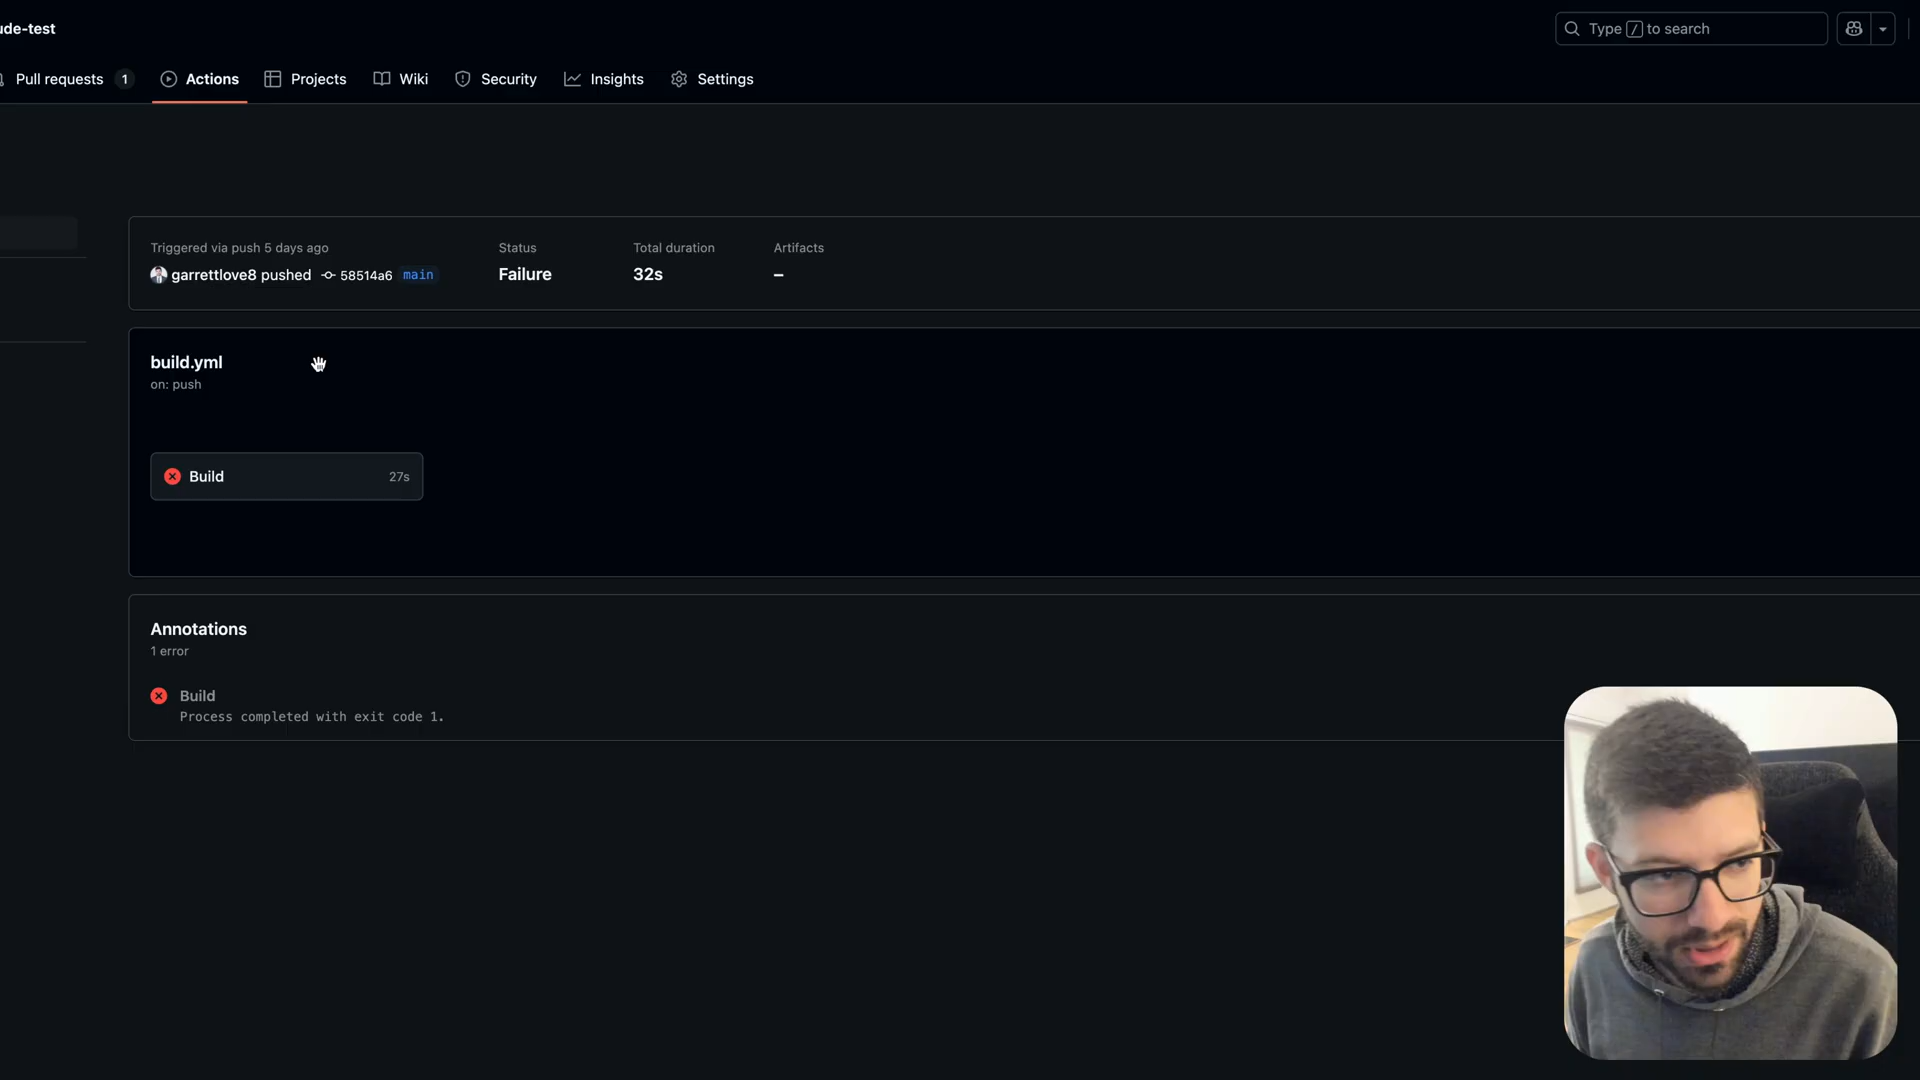 ude-test
Type / to search
Pull requests 1 Actions Projects Wiki Security Insights Settings
Triggered via push 5 days ago
garrettlove8 pushed 58514a6 main
Status
Failure
Total duration
32s
Artifacts
–
build.yml
on: push
Build 27s
Annotations
1 error
Build
Process completed with exit code 1.